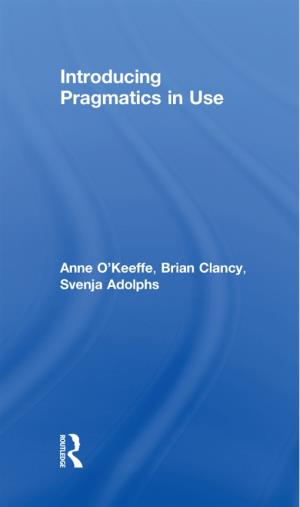 Introducing
Pragmatics in Use
Anne O'Keeffe, Brian Clancy,
Svenja Adolphs
ROUTLEDGE